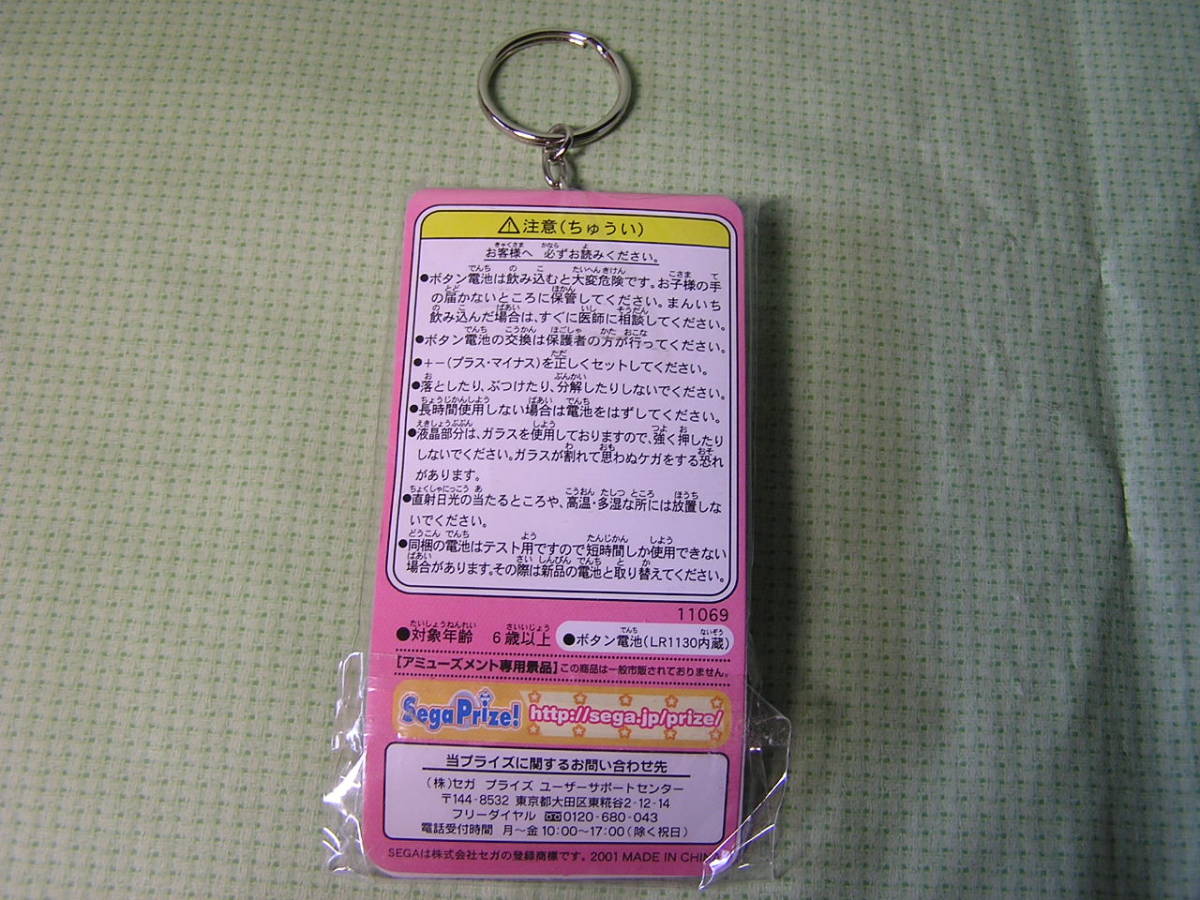 ⚠注意(ちゅうい)
お客様へ 必ずお読みください。
●ボタン電池は飲み込むと大変危険です。お子様の手
の届かないところに保管してください。まんいち
飲み込んだ場合は、すぐに医師に相談してください。
●ボタン電池の交換は保護者の方が行ってください。
●+-(プラス・マイナス)を正しくセットしてください。
●落としたり、ぶつけたり、分解したりしないでください。
●長時間使用しない場合は電池をはずしてください。
●液晶部分は、ガラスを使用しておりますので、強く押したり
しないでください。ガラスが割れて思わぬケガをする恐れ
があります。
●直射日光の当たるところや、高温・多湿な所には放置しな
いでください。
●同梱の電池はテスト用ですので短時間しか使用できない
場合があります。その際は新品の電池と取り替えてください。
11069
●対象年齢 6歳以上 ●ボタン電池(LR1130内蔵)
[アミューズメント専用景品]この商品は一般市販されておりません。
Sega Prize! http://sega.jp/prize/
当プライズに関するお問い合わせ先
(株)セガ プライズ ユーザーサポートセンター
〒144-8532 東京都大田区東糀谷2-12-14
フリーダイヤル 0120-680-043
電話受付時間 月~金 10:00~17:00(除く祝日)
SEGAは株式会社セガの登録商標です。 2001 MADE IN CHINA